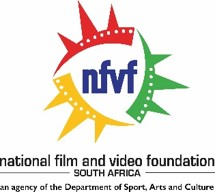 nfvf
national film and video foundation
SOUTH AFRICA
an agency of the Department of Sport, Arts and Culture